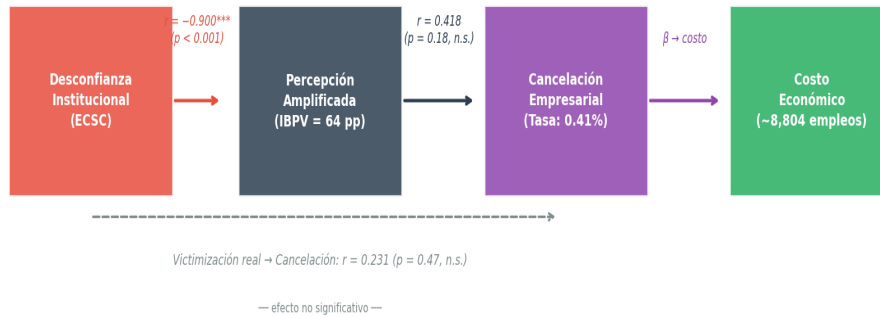 r = −0.900***
(p < 0.001)
r = 0.418
(p = 0.18, n.s.)
β → costo
Desconfianza
Institucional
(ECSC)
Percepción
Amplificada
(IBPV = 64 pp)
Cancelación
Empresarial
(Tasa: 0.41%)
Costo
Económico
(~8,804 empleos)
Victimización real → Cancelación: r = 0.231 (p = 0.47, n.s.)
— efecto no significativo —